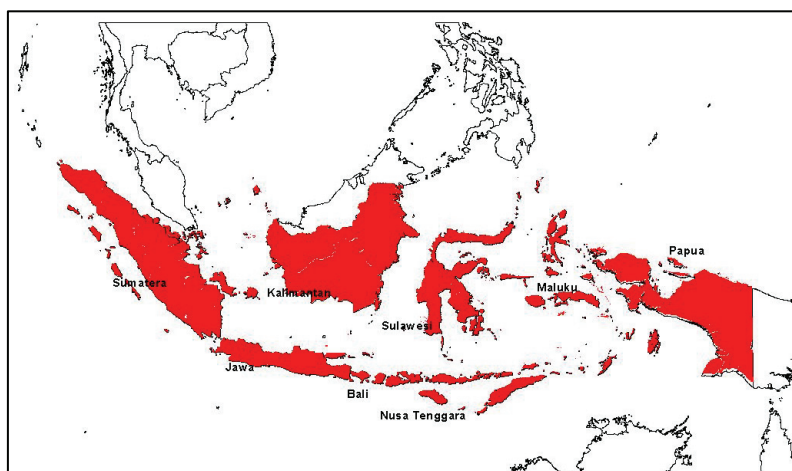 Papua
Sumatera
Kalimantan
Maluku
Sulawesi
Jawa
Bali
Nusa Tenggara